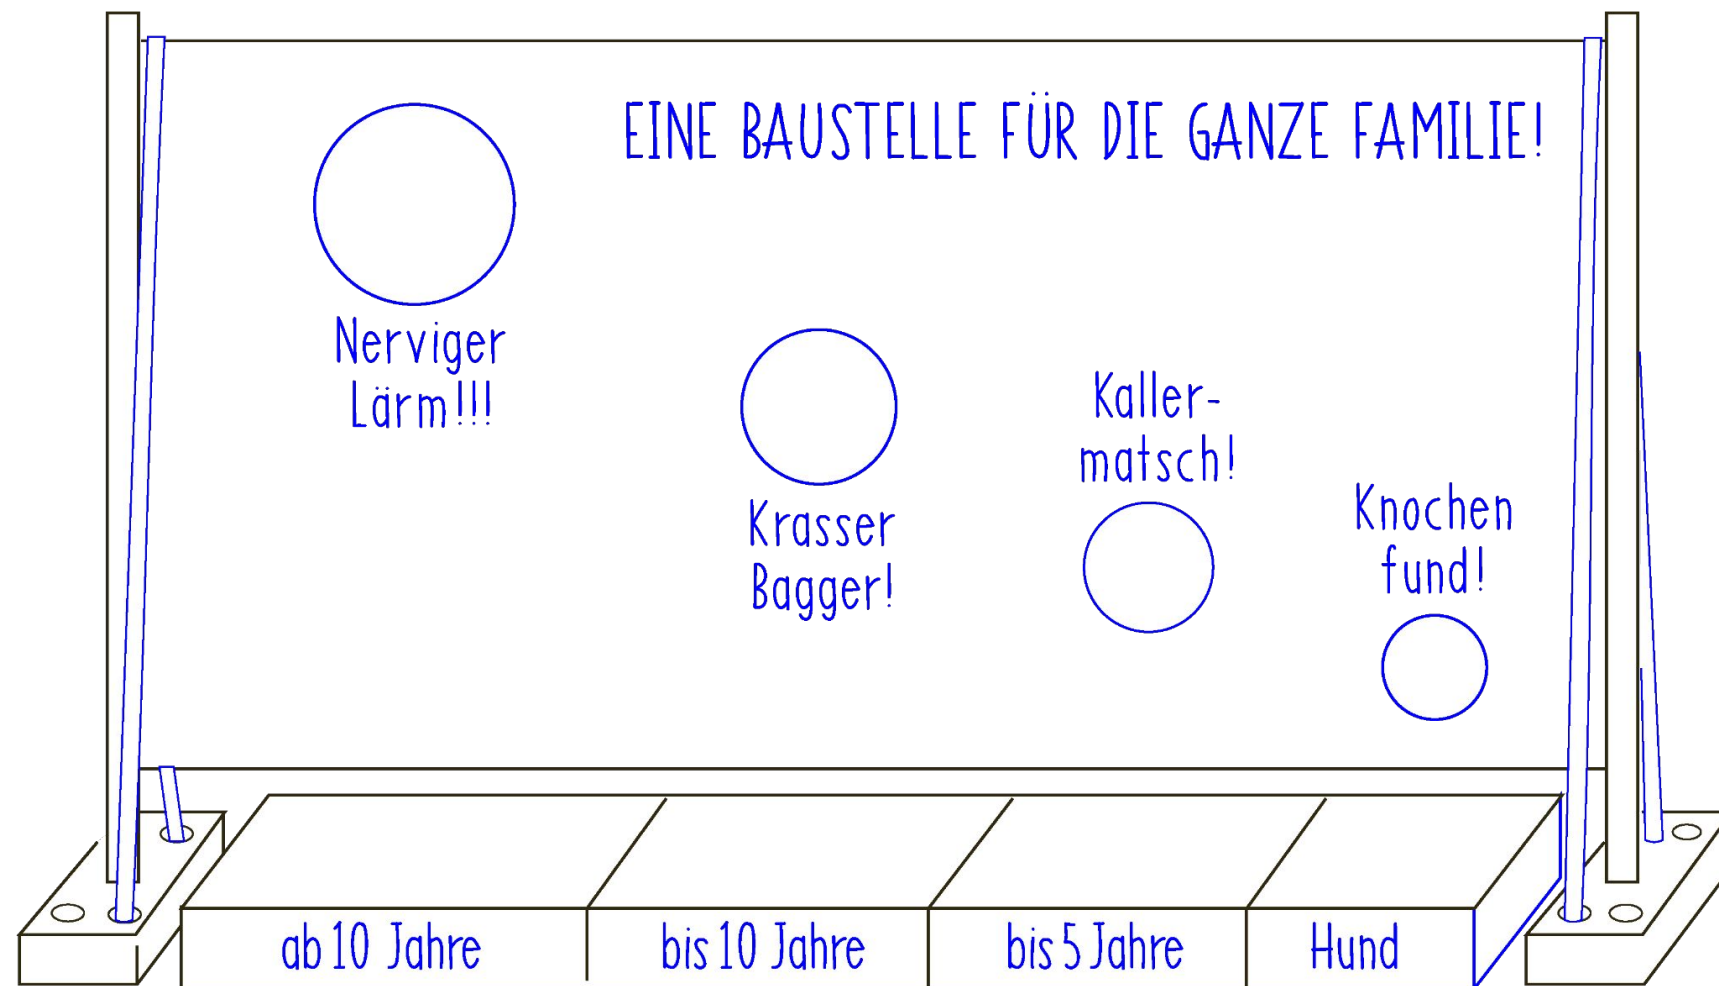 EINE BAUSTELLE FÜR DIE GANZE FAMILIE!
Nerviger
Lärm!!!
Krasser
Bagger!
Kaller-
matsch!
Knochen
fund!
ab 10 Jahre
bis 10 Jahre
bis 5 Jahre
Hund